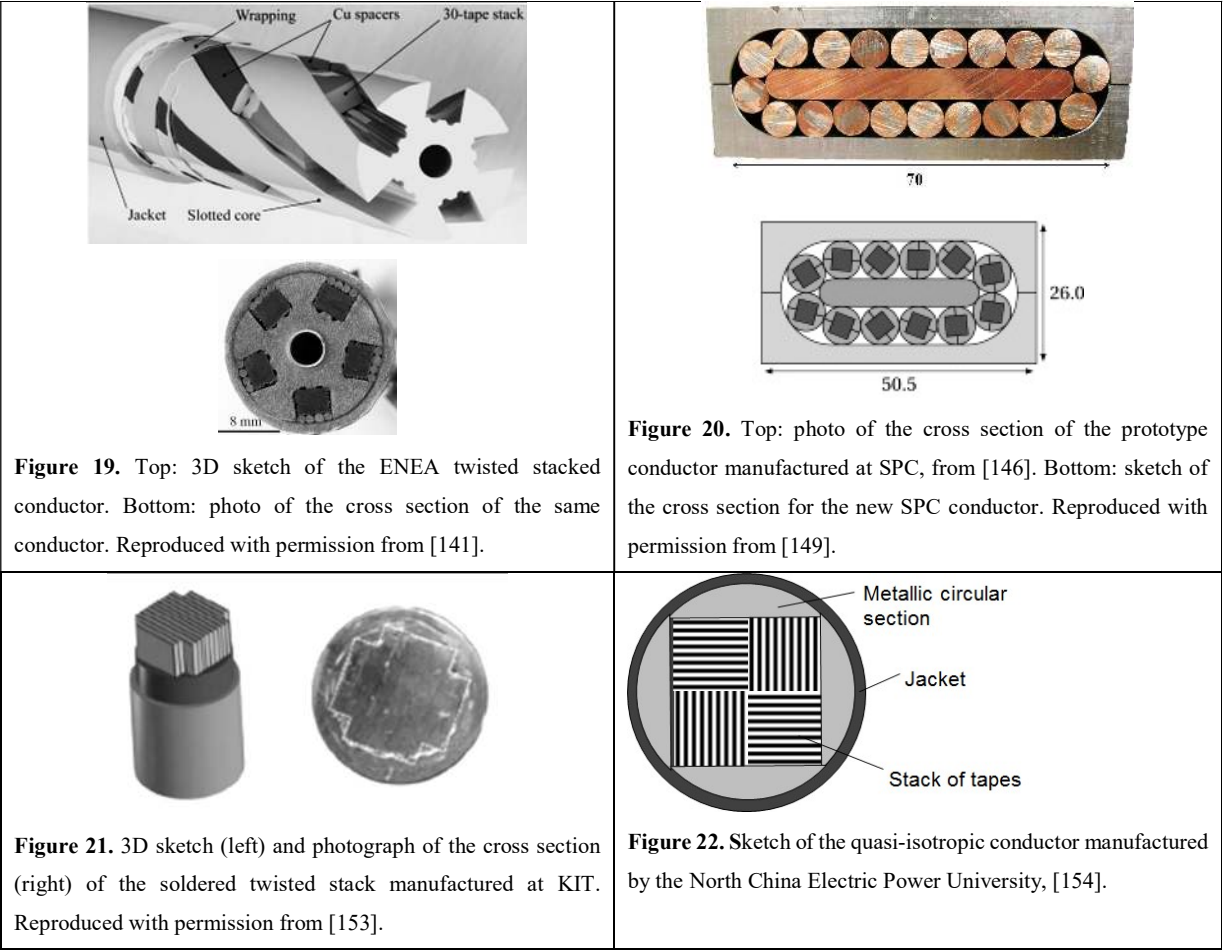 Wrapping
Cu spacers
30-tape stack
Jacket
Slotted core
8 mm
Figure 19. Top: 3D sketch of the ENEA twisted stacked
conductor. Bottom: photo of the cross section of the same
conductor. Reproduced with permission from [141].
70
26.0
50.5
Figure 20. Top: photo of the cross section of the prototype
conductor manufactured at SPC, from [146]. Bottom: sketch of
the cross section for the new SPC conductor. Reproduced with
permission from [149].
Figure 21. 3D sketch (left) and photograph of the cross section
(right) of the soldered twisted stack manufactured at KIT.
Reproduced with permission from [153].
Metallic circular
section
Jacket
Stack of tapes
Figure 22. Sketch of the quasi-isotropic conductor manufactured
by the North China Electric Power University, [154].